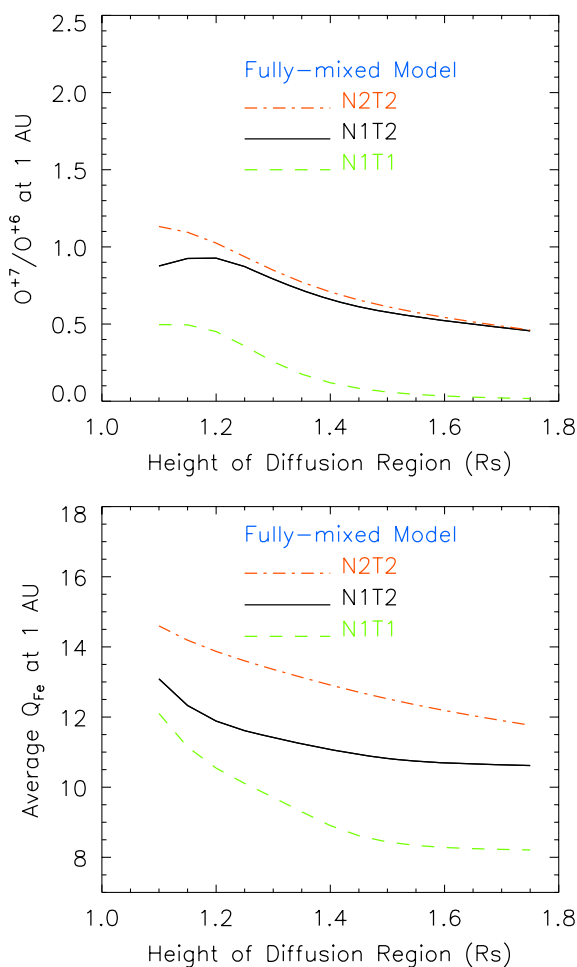 2.5
2.0
1.5
1.0
0.5
0.0
O+7/O+6 at 1 AU
Fully-mixed Model
N2T2
N1T2
N1T1
1.0 1.2 1.4 1.6 1.8
Height of Diffusion Region (Rs)
18
16
14
12
10
8
Average QFe at 1 AU
Fully-mixed Model
N2T2
N1T2
N1T1
1.0 1.2 1.4 1.6 1.8
Height of Diffusion Region (Rs)